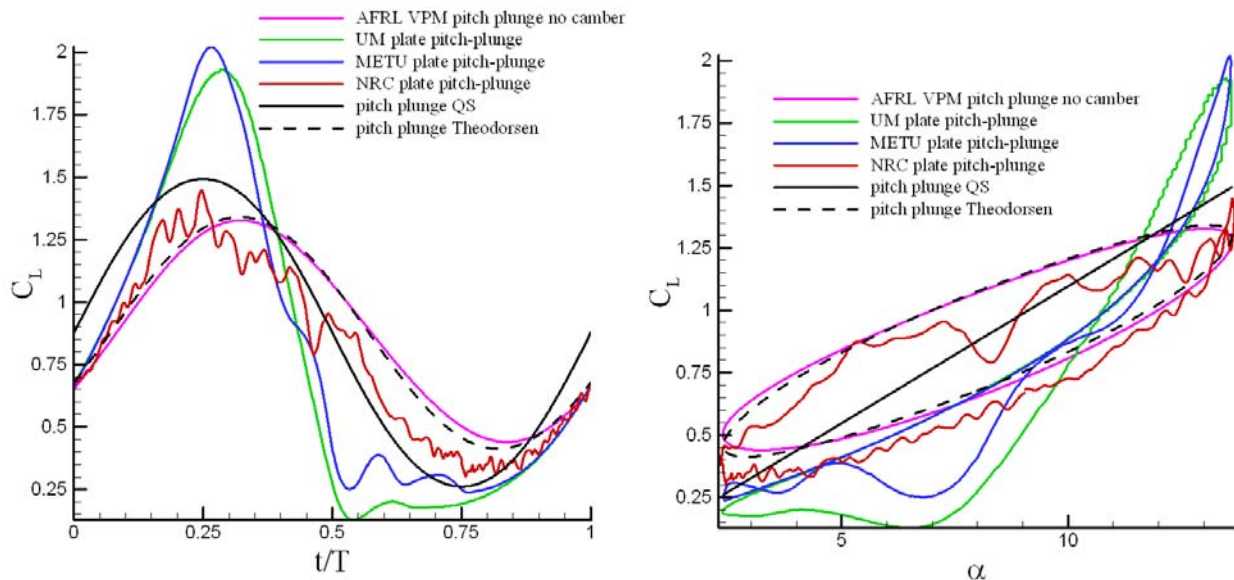 AFRL VPM pitch plunge no camber
UM plate pitch-plunge
METU plate pitch-plunge
NRC plate pitch-plunge
pitch plunge QS
pitch plunge Theodorsen
2
1.75
1.5
1.25
1
0.75
0.5
0.25
C_L
0
0.25
0.5
0.75
1
t/T
AFRL VPM pitch plunge no camber
UM plate pitch-plunge
METU plate pitch-plunge
NRC plate pitch-plunge
pitch plunge QS
pitch plunge Theodorsen
2
1.75
1.5
1.25
1
0.75
0.5
0.25
C_L
5
10
α